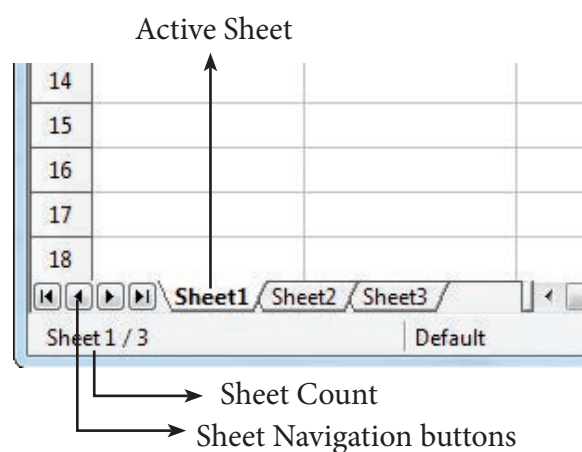 Active Sheet
14
15
16
17
18
Sheet1 Sheet2 Sheet3
Sheet 1 / 3 Default
Sheet Count
Sheet Navigation buttons